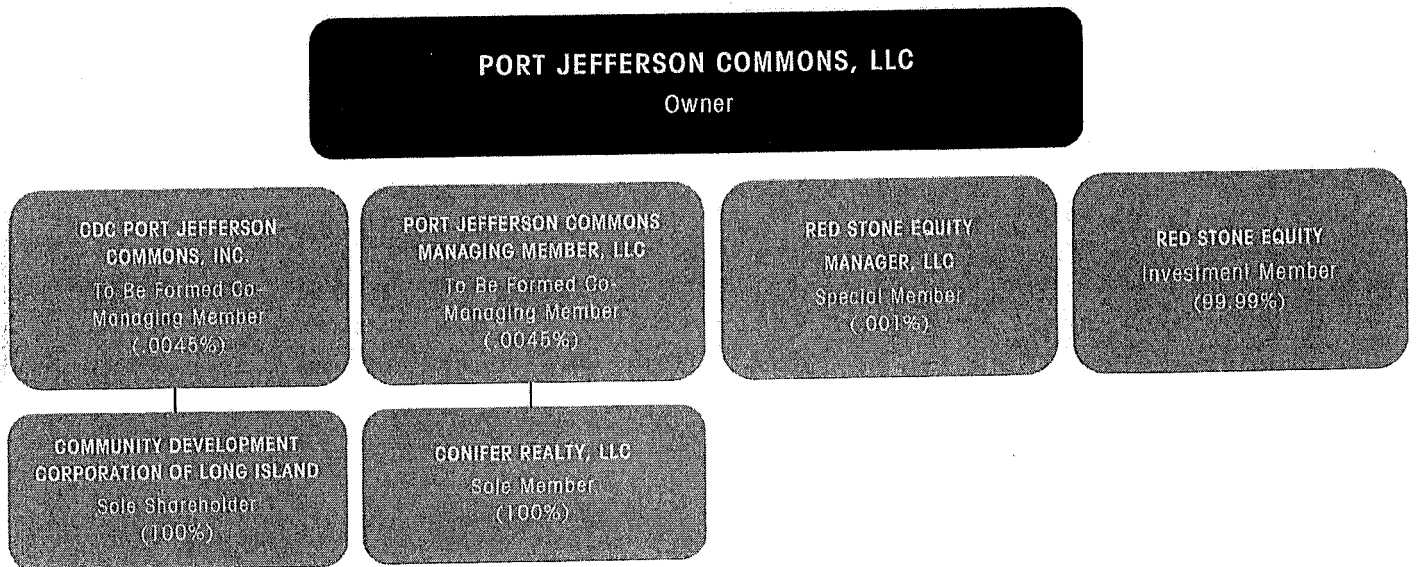 PORT JEFFERSON COMMONS, LLC
Owner
CDC PORT JEFFERSON
COMMONS, INC.
To Be Formed Co-
Managing Member
(.0045%)
PORT JEFFERSON COMMONS
MANAGING MEMBER, LLC
To Be Formed Co-
Managing Member
(.0045%)
RED STONE EQUITY
MANAGER, LLC
Special Member
(.001%)
RED STONE EQUITY
Investment Member
(99.99%)
COMMUNITY DEVELOPMENT
CORPORATION OF LONG ISLAND
Sole Shareholder
(100%)
CONIFER REALTY, LLC
Sole Member
(100%)